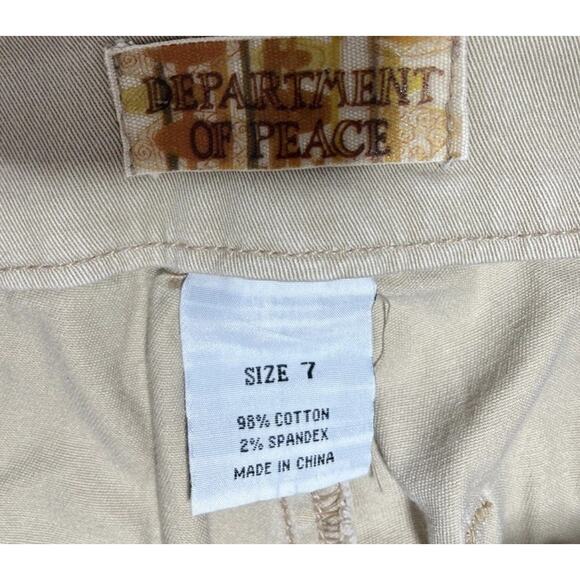 DEPARTMENT
OF PEACE
SIZE 7
98% COTTON
2% SPANDEX
MADE IN CHINA